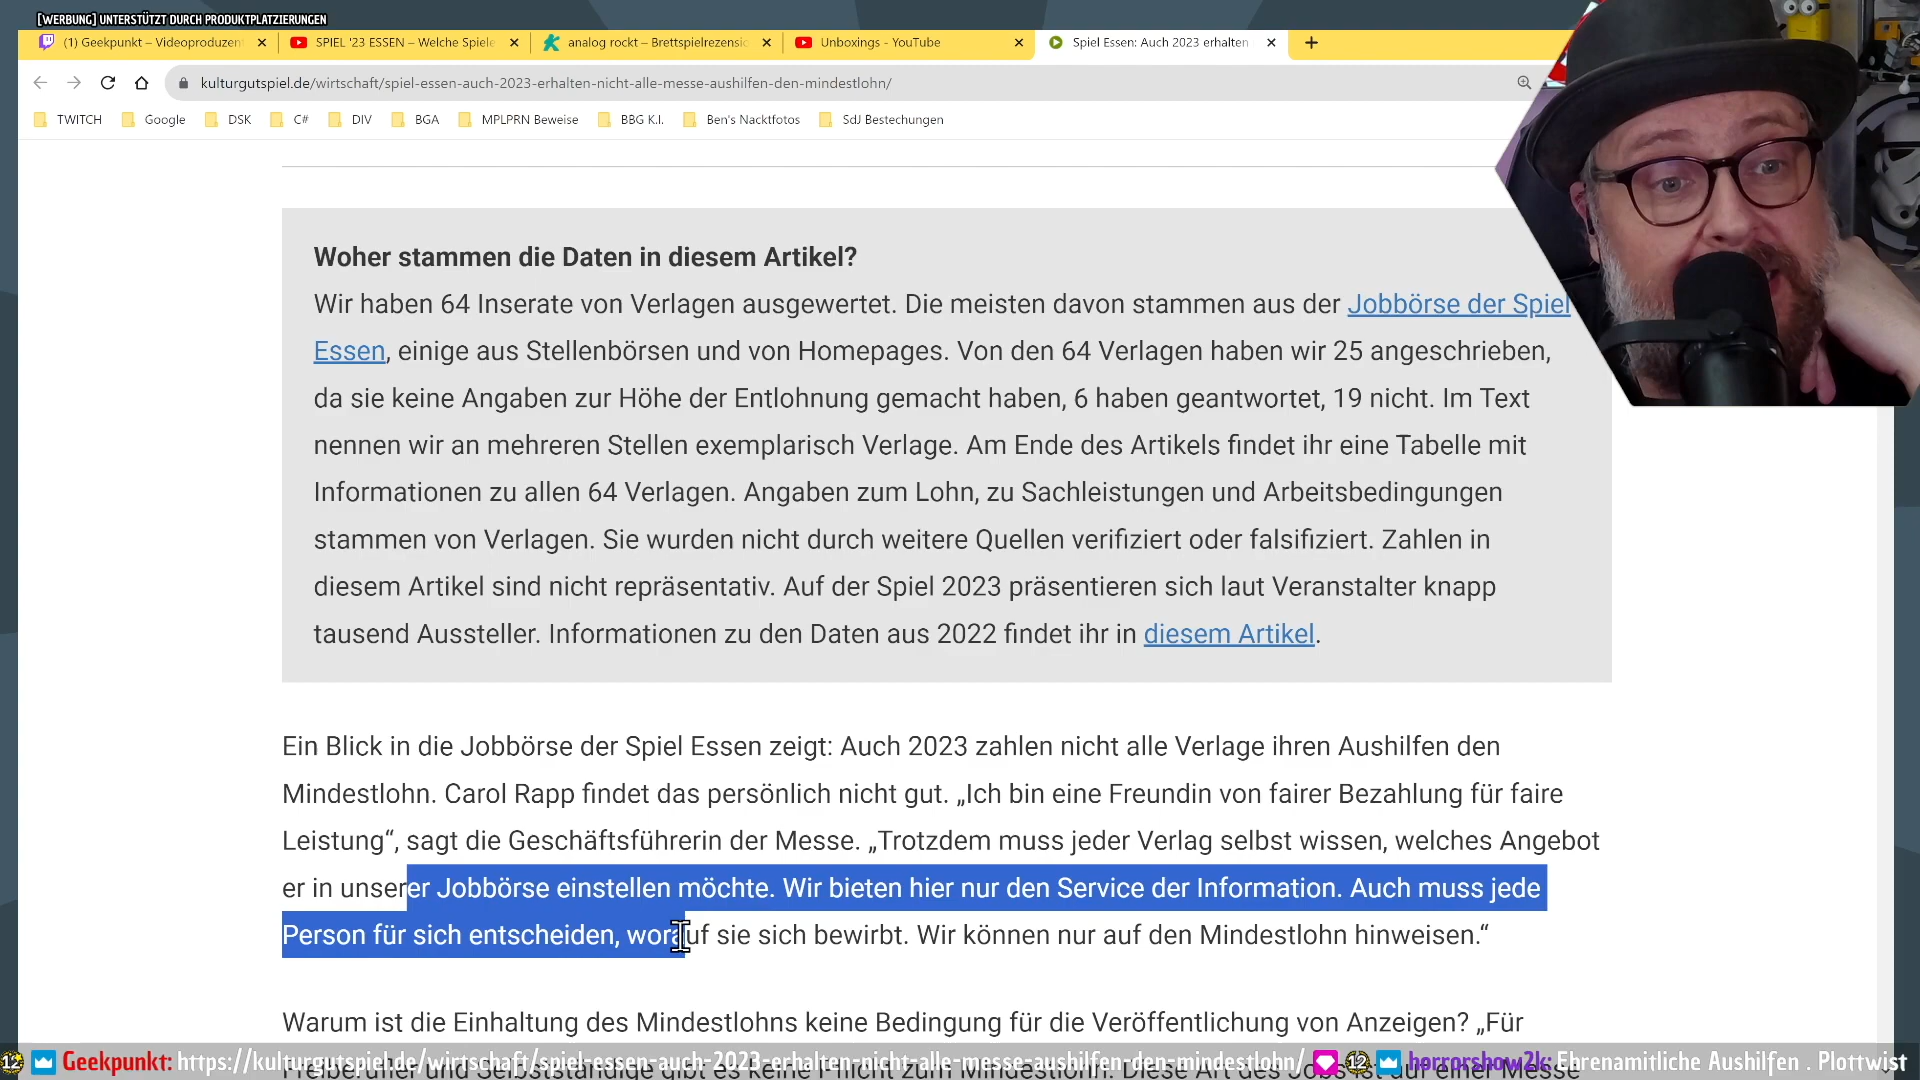 [WERBUNG] UNTERSTÜTZT DURCH PRODUKTPLATZIERUNGEN
(1) Geekpunkt – Videoproduzent
SPIEL '23 ESSEN – Welche Spiele
analog rockt – Brettspielrezensio
Unboxings - YouTube
Spiel Essen: Auch 2023 erhalten
kulturgutspiel.de/wirtschaft/spiel-essen-auch-2023-erhalten-nicht-alle-messe-aushilfen-den-mindestlohn/
TWITCH
Google
DSK
C#
DIV
BGA
MPLPRN Beweise
BBG K.I.
Ben's Nacktfotos
SdJ Bestechungen
Woher stammen die Daten in diesem Artikel?
Wir haben 64 Inserate von Verlagen ausgewertet. Die meisten davon stammen aus der Jobbörse der Spiel
Essen, einige aus Stellenbörsen und von Homepages. Von den 64 Verlagen haben wir 25 angeschrieben,
da sie keine Angaben zur Höhe der Entlohnung gemacht haben, 6 haben geantwortet, 19 nicht. Im Text
nennen wir an mehreren Stellen exemplarisch Verlage. Am Ende des Artikels findet ihr eine Tabelle mit
Informationen zu allen 64 Verlagen. Angaben zum Lohn, zu Sachleistungen und Arbeitsbedingungen
stammen von Verlagen. Sie wurden nicht durch weitere Quellen verifiziert oder falsifiziert. Zahlen in
diesem Artikel sind nicht repräsentativ. Auf der Spiel 2023 präsentieren sich laut Veranstalter knapp
tausend Aussteller. Informationen zu den Daten aus 2022 findet ihr in diesem Artikel.
Ein Blick in die Jobbörse der Spiel Essen zeigt: Auch 2023 zahlen nicht alle Verlage ihren Aushilfen den
Mindestlohn. Carol Rapp findet das persönlich nicht gut. „Ich bin eine Freundin von fairer Bezahlung für faire
Leistung“, sagt die Geschäftsführerin der Messe. „Trotzdem muss jeder Verlag selbst wissen, welches Angebot
er in unserer Jobbörse einstellen möchte. Wir bieten hier nur den Service der Information. Auch muss jede
Person für sich entscheiden, worauf sie sich bewirbt. Wir können nur auf den Mindestlohn hinweisen.“
Warum ist die Einhaltung des Mindestlohns keine Bedingung für die Veröffentlichung von Anzeigen? „Für
Freiberufler und Selbstständige gibt es keine Pflicht zum Mindestlohn. Diese Art des Jobs ist auf einer Messe
Geekpunkt: https://kulturgutspiel.de/wirtschaft/spiel-essen-auch-2023-erhalten-nicht-alle-messe-aushilfen-den-mindestlohn/ horrorshow2k: Ehrenamitliche Aushilfen . Plottwist